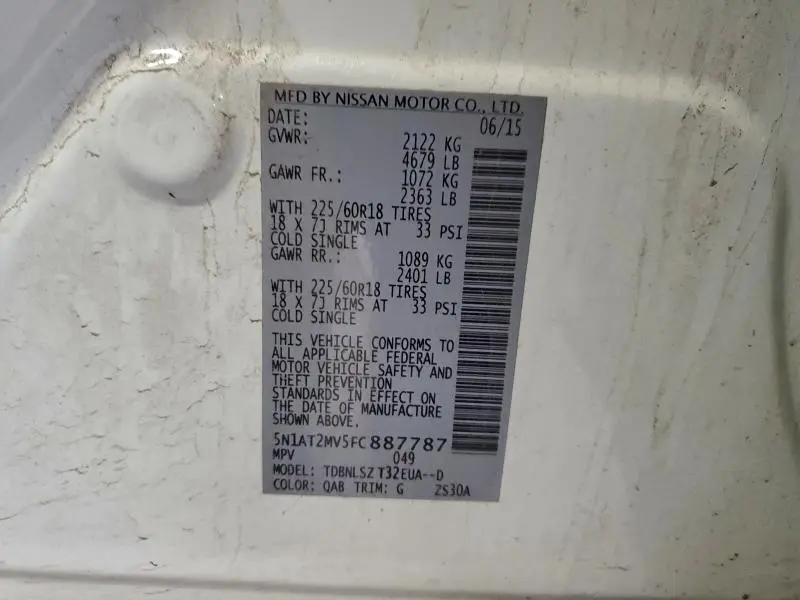 MFD BY NISSAN MOTOR CO., LTD.
DATE: 06/15
GVWR: 2122 KG
4679 LB
GAWR FR.: 1072 KG
2363 LB
WITH 225/60R18 TIRES
18 X 7J RIMS AT 33 PSI
COLD SINGLE
GAWR RR.: 1089 KG
2401 LB
WITH 225/60R18 TIRES
18 X 7J RIMS AT 33 PSI
COLD SINGLE
THIS VEHICLE CONFORMS TO
ALL APPLICABLE FEDERAL
MOTOR VEHICLE SAFETY AND
THEFT PREVENTION
STANDARDS IN EFFECT ON
THE DATE OF MANUFACTURE
SHOWN ABOVE.
5N1AT2MV5FC887787
MPV 049
MODEL: TDBNLSZ T32EUA--D
COLOR: QAB TRIM: G ZS30A